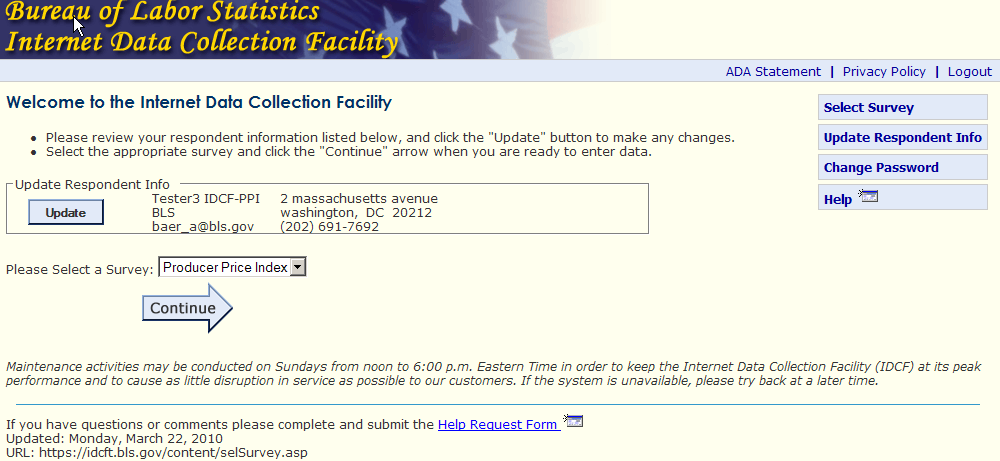 Bureau of Labor Statistics
Internet Data Collection Facility
ADA Statement | Privacy Policy | Logout
Welcome to the Internet Data Collection Facility
Select Survey
Update Respondent Info
Change Password
Help
• Please review your respondent information listed below, and click the "Update" button to make any changes.
• Select the appropriate survey and click the "Continue" arrow when you are ready to enter data.
Update Respondent Info
Update
Tester3 IDCF-PPI 2 massachusetts avenue
BLS washington, DC 20212
baer_a@bls.gov (202) 691-7692
Please Select a Survey: Producer Price Index
Continue
Maintenance activities may be conducted on Sundays from noon to 6:00 p.m. Eastern Time in order to keep the Internet Data Collection Facility (IDCF) at its peak
performance and to cause as little disruption in service as possible to our customers. If the system is unavailable, please try back at a later time.
If you have questions or comments please complete and submit the Help Request Form
Updated: Monday, March 22, 2010
URL: https://idcft.bls.gov/content/selSurvey.asp